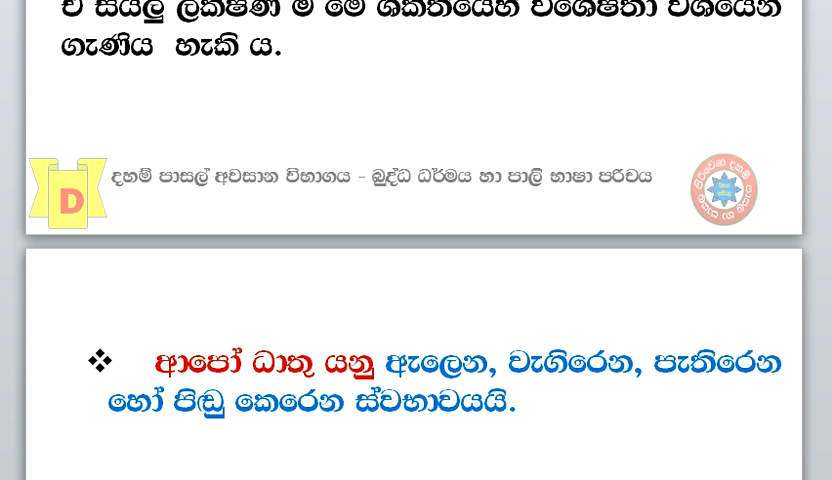 ඒ සියලු ලක්ෂණ ම මේ ශක්තියෙහි විශේෂතා වශයෙන්
ගැණිය හැකි ය.
D
දහම් පාසල් අවසාන විභාගය - බුද්ධ ධර්මය හා පාලි භාෂා පරිචය
❖ ආපෝ ධාතු යනු ඇලෙන, වැගිරෙන, පැතිරෙන
හෝ පිඬු කෙරෙන ස්වභාවයයි.